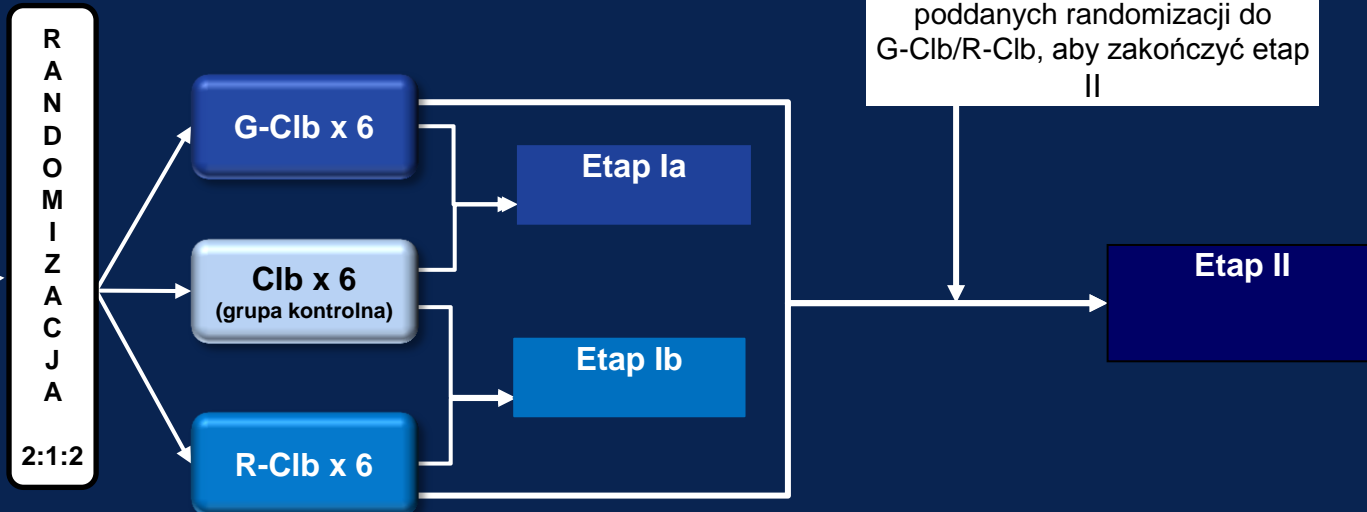 R
A
N
D
O
M
I
Z
A
C
J
A
2:1:2
G-Clb x 6
Clb x 6
(grupa kontrolna)
R-Clb x 6
Etap Ia
Etap Ib
poddanych randomizacji do
G-Clb/R-Clb, aby zakończyć etap
II
Etap II